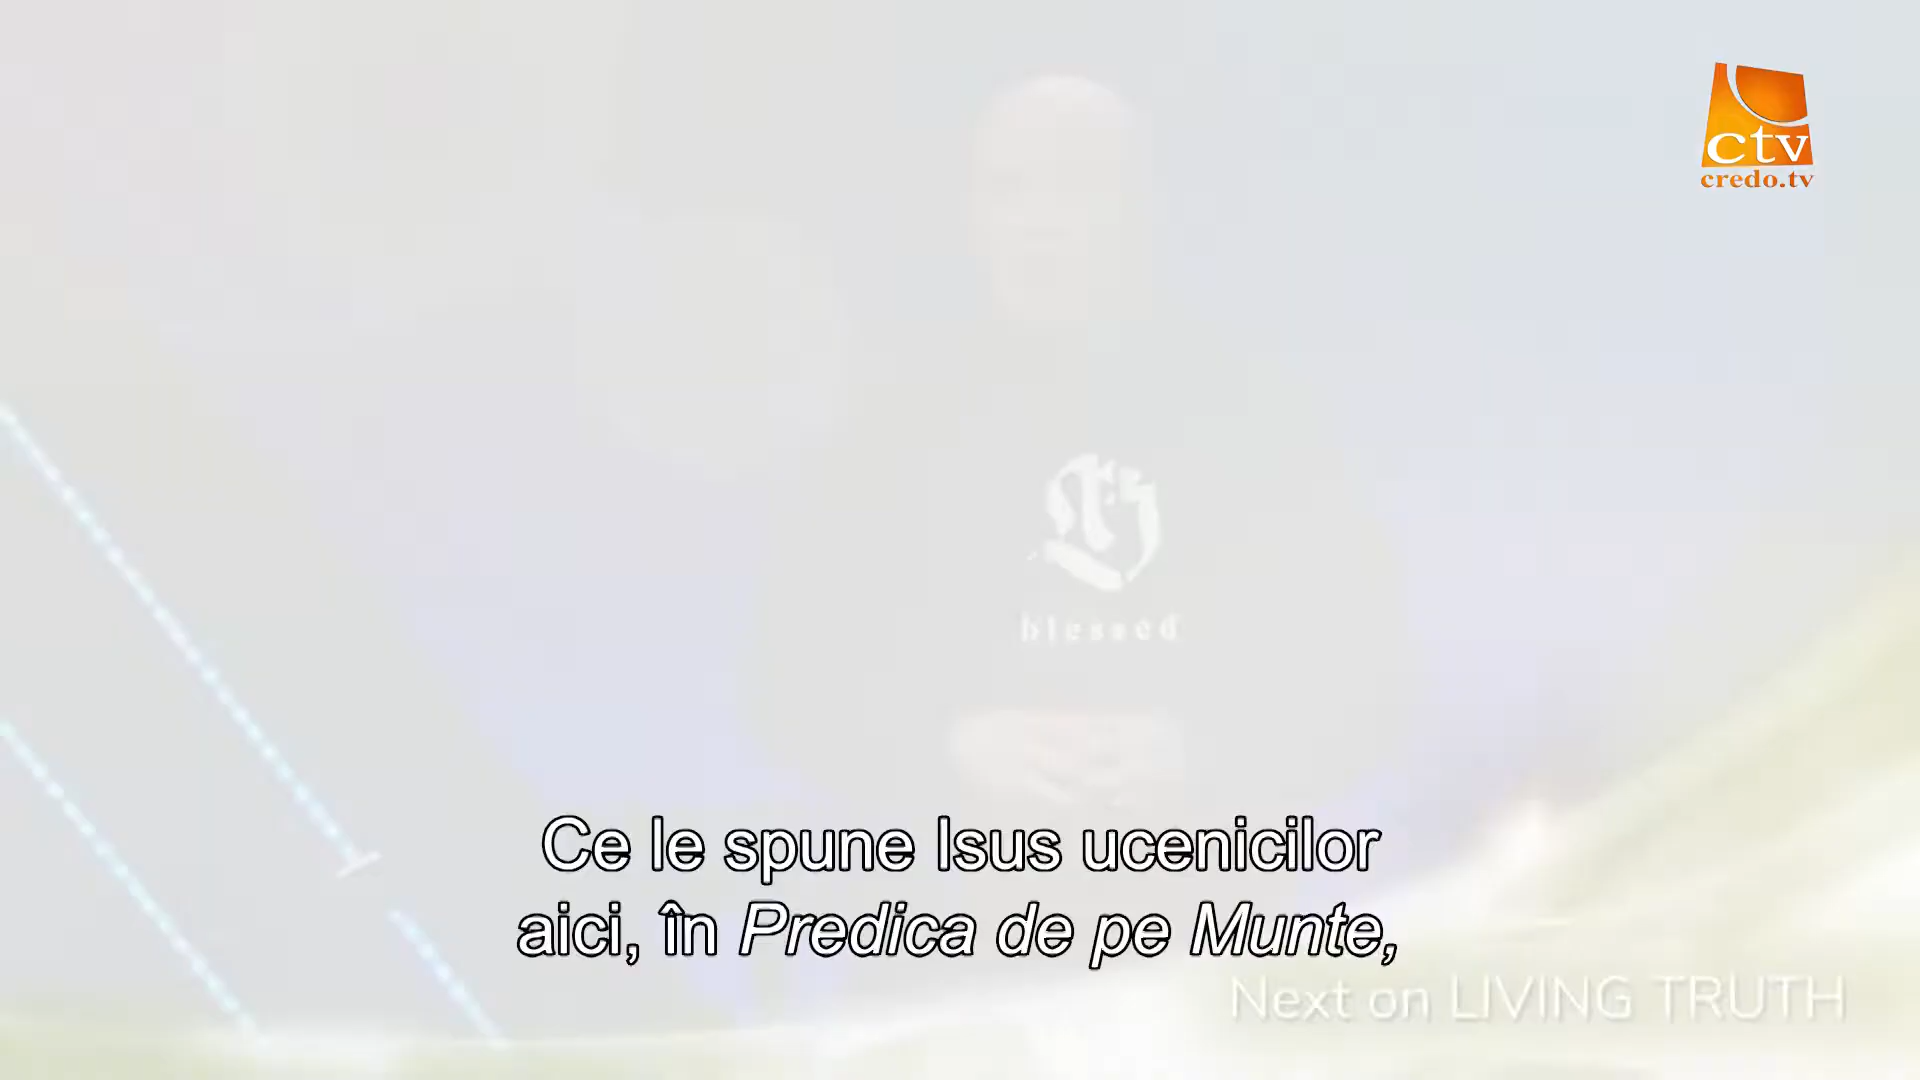 ctv
credo.tv
blessed
Ce le spune Isus ucenicilor
aici, în Predica de pe Munte,
Next on LIVING TRUTH